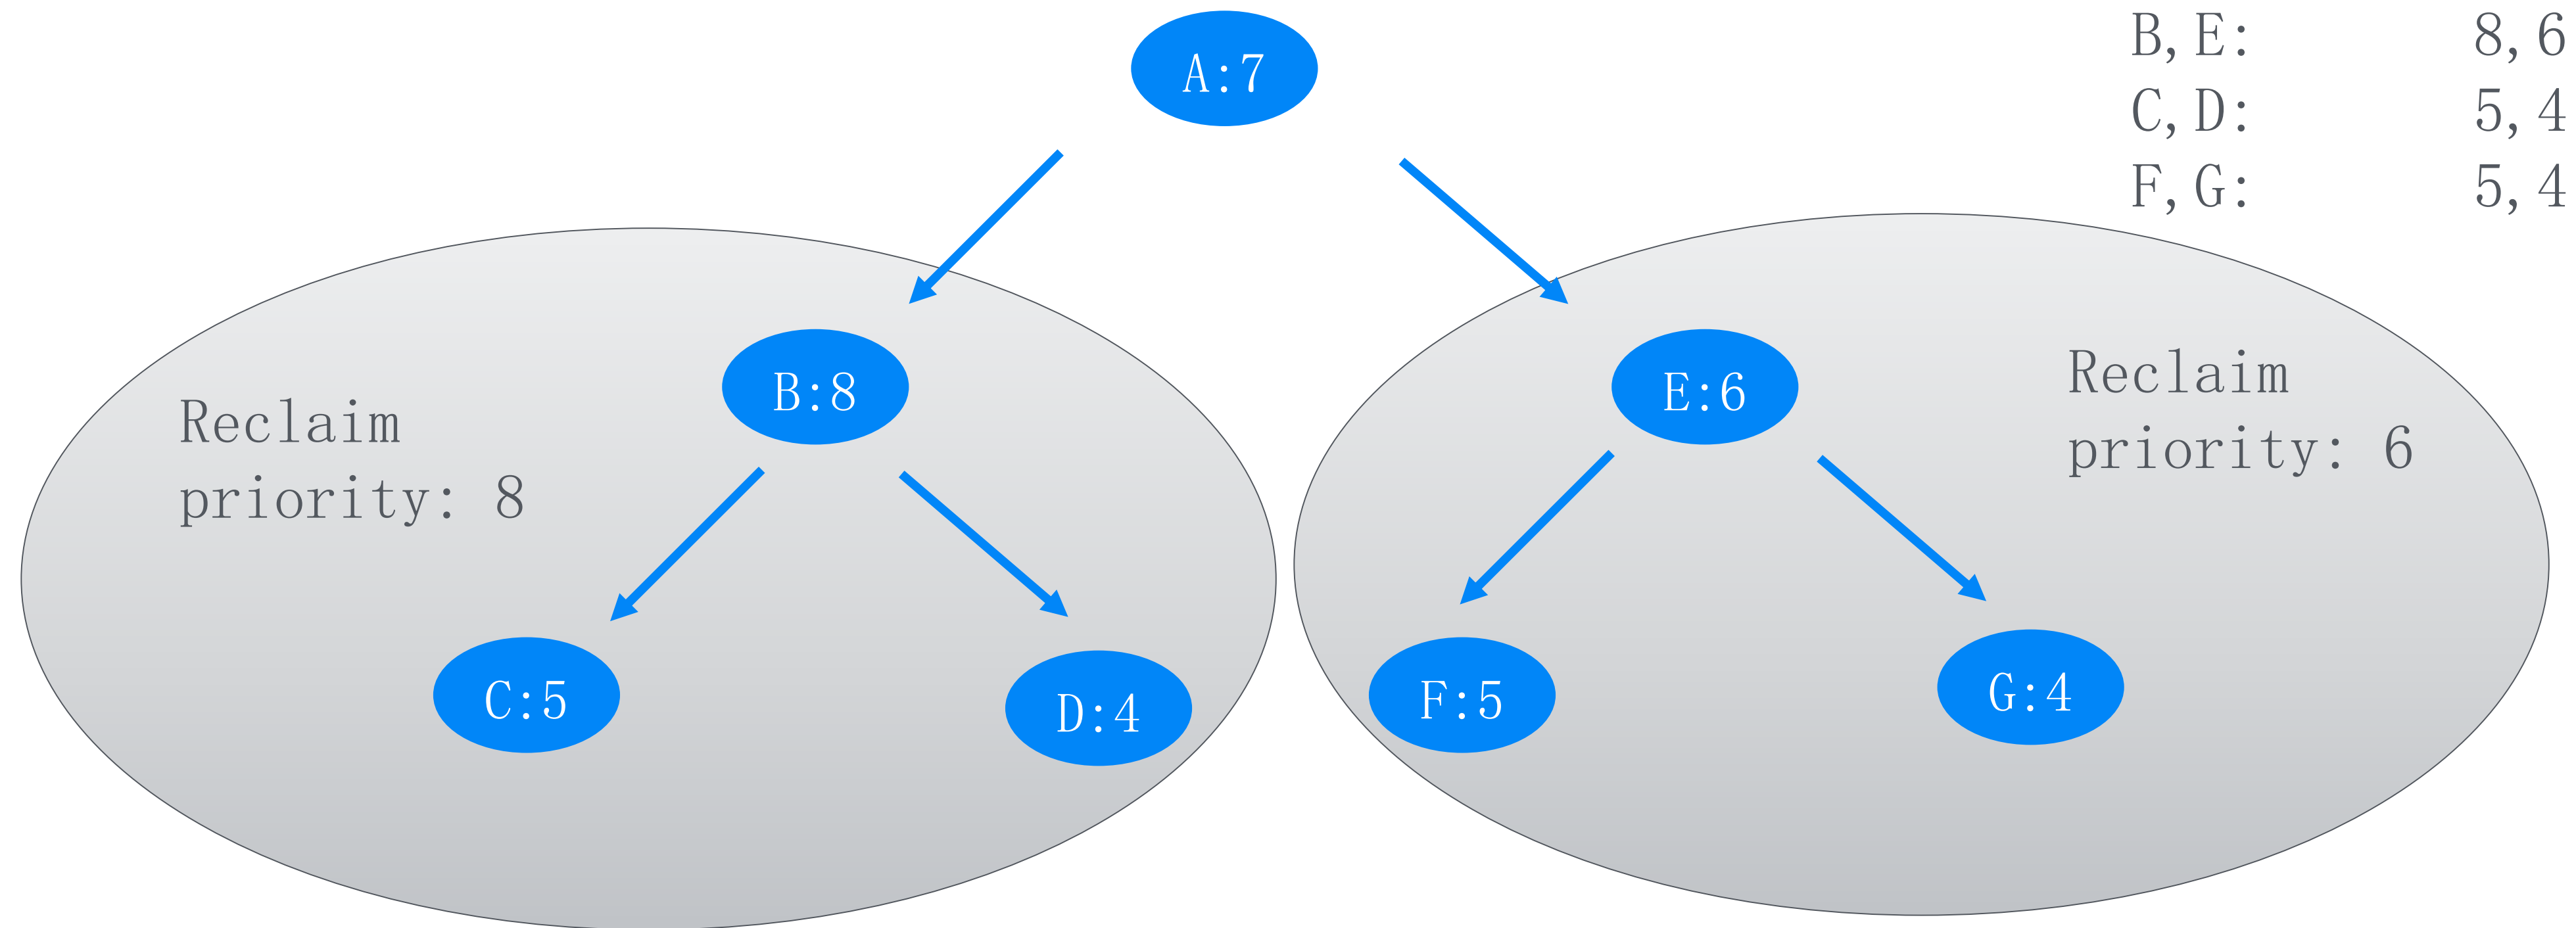 A:7
B,E: 8,6
C,D: 5,4
F,G: 5,4
B:8
E:6
Reclaim
priority: 8
Reclaim
priority: 6
C:5
D:4
F:5
G:4